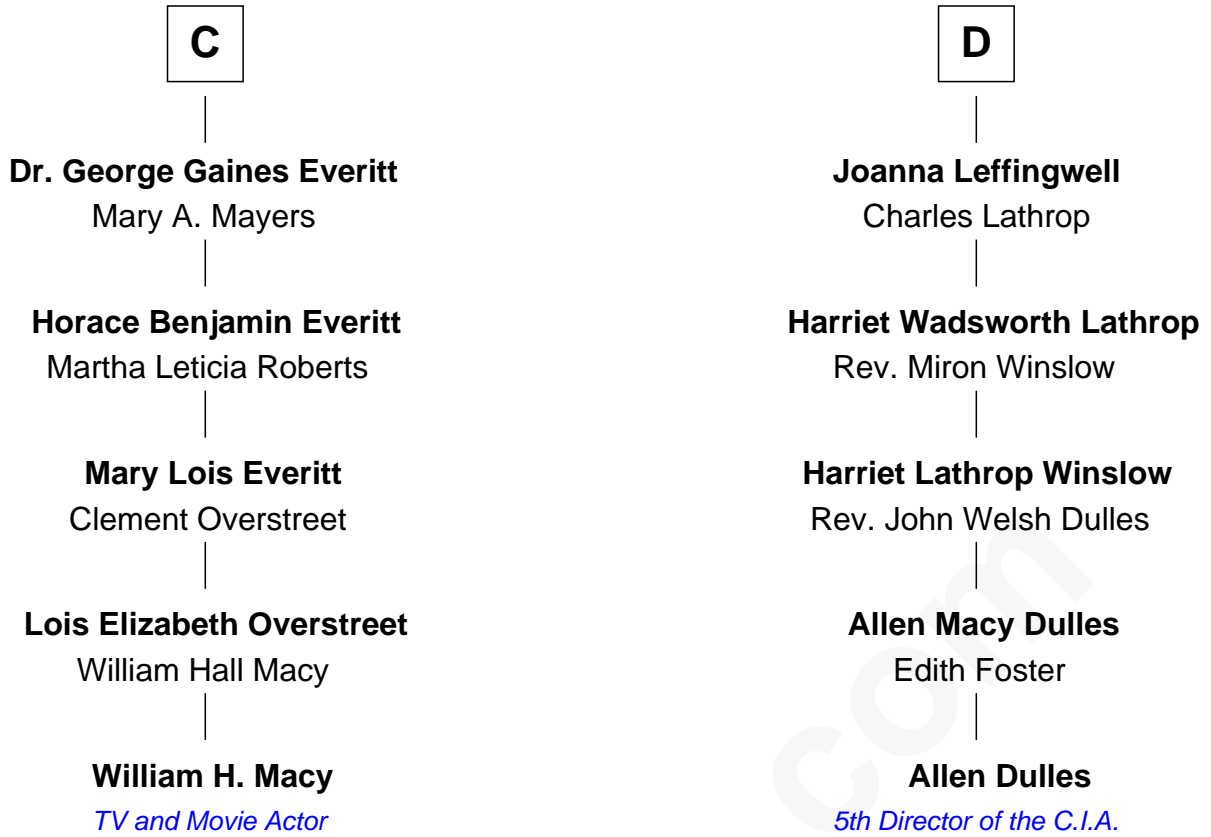 C
Dr. George Gaines Everitt
Mary A. Mayers
Horace Benjamin Everitt
Martha Leticia Roberts
Mary Lois Everitt
Clement Overstreet
Lois Elizabeth Overstreet
William Hall Macy
William H. Macy
TV and Movie Actor
D
Joanna Leffingwell
Charles Lathrop
Harriet Wadsworth Lathrop
Rev. Miron Winslow
Harriet Lathrop Winslow
Rev. John Welsh Dulles
Allen Macy Dulles
Edith Foster
Allen Dulles
5th Director of the C.I.A.
com